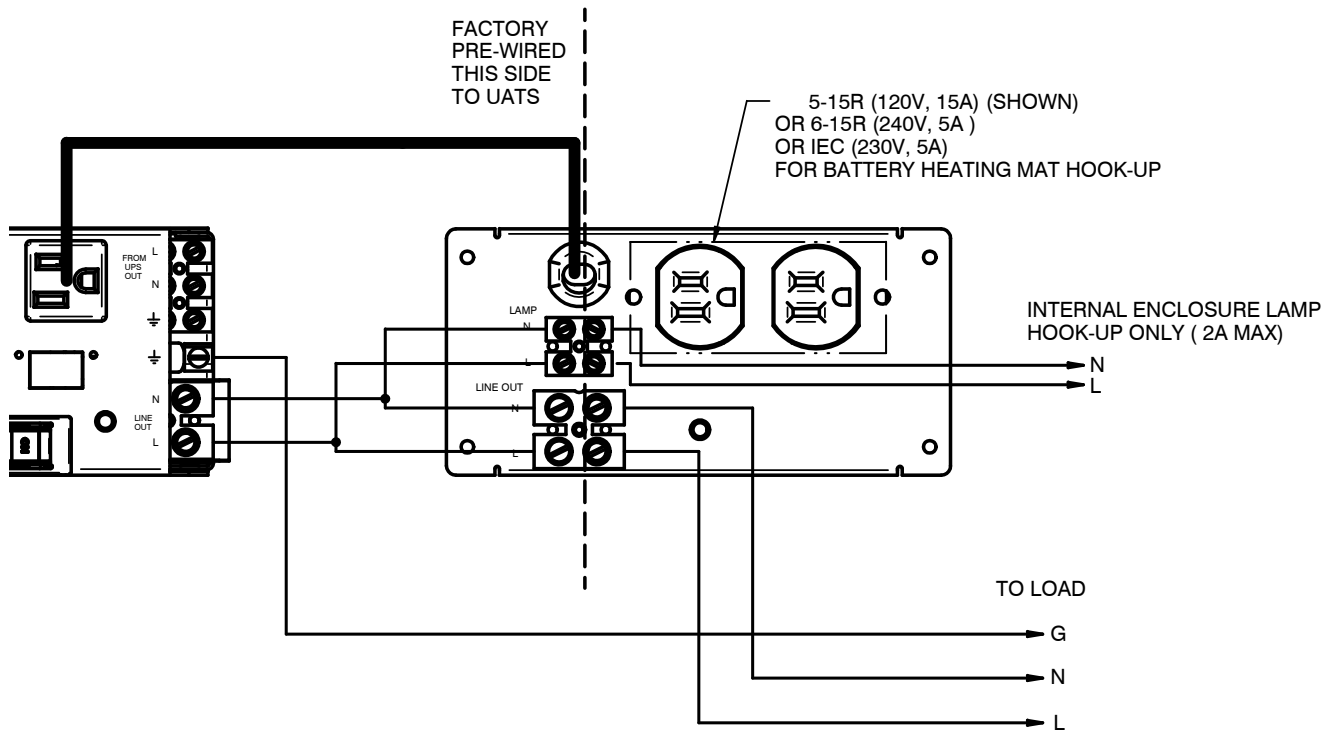 FACTORY
PRE-WIRED
THIS SIDE
TO UATS
5-15R (120V, 15A) (SHOWN)
OR 6-15R (240V, 5A )
OR IEC (230V, 5A)
FOR BATTERY HEATING MAT HOOK-UP
FROM
UPS
OUT
L
N
N
LINE
OUT
L
LAMP
N
L
LINE OUT
N
L
INTERNAL ENCLOSURE LAMP
HOOK-UP ONLY ( 2A MAX)
N
L
TO LOAD
G
N
L